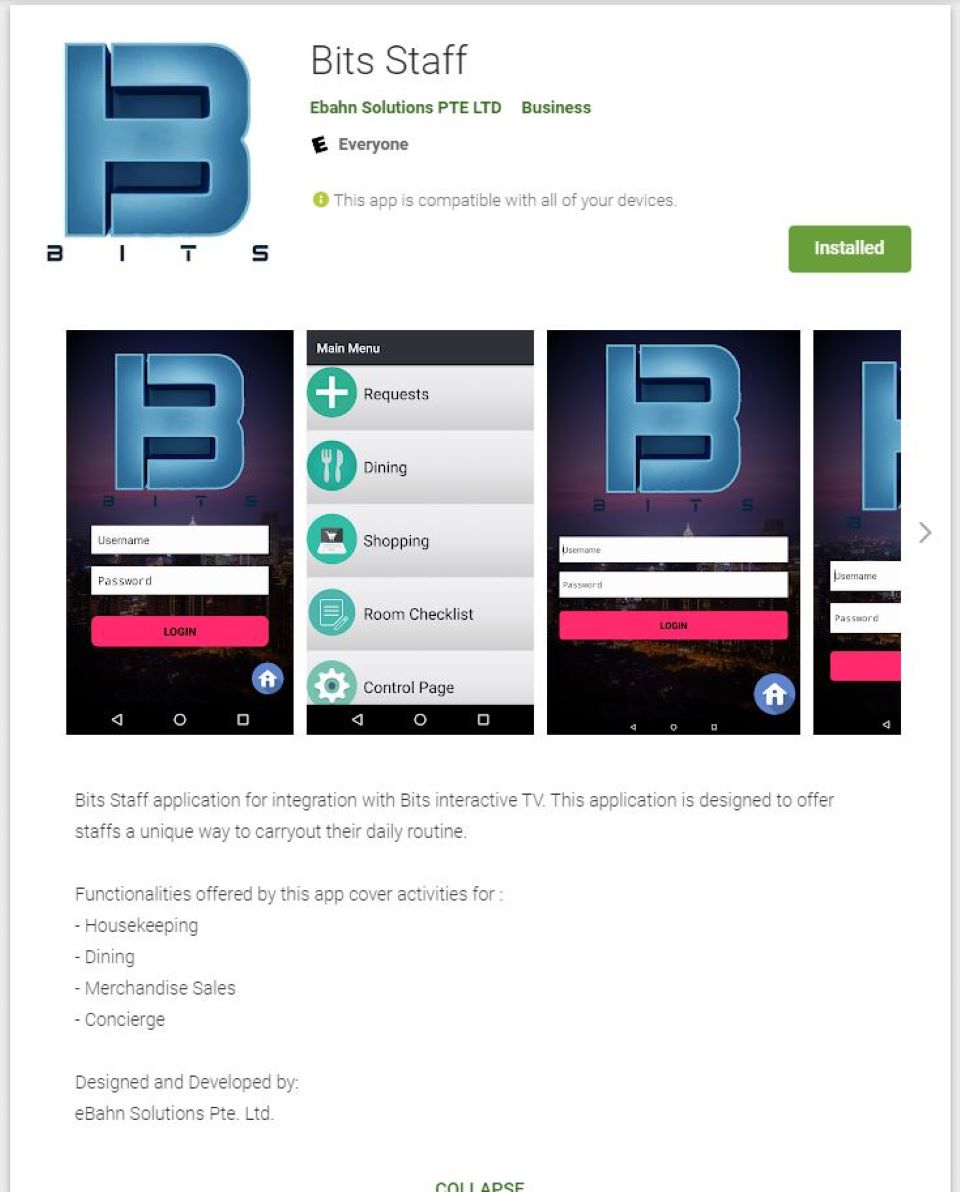 Bits Staff
Ebahn Solutions PTE LTD Business
E Everyone
This app is compatible with all of your devices.
Installed
B I T S
B I T S
Username
Password
LOGIN
Main Menu
Requests
Dining
Shopping
Room Checklist
Control Page
B I T S
Username
Password
LOGIN
B
Username
Password
Bits Staff application for integration with Bits interactive TV. This application is designed to offer
staffs a unique way to carryout their daily routine.
Functionalities offered by this app cover activities for :
- Housekeeping
- Dining
- Merchandise Sales
- Concierge
Designed and Developed by:
eBahn Solutions Pte. Ltd.
COLLAPSE